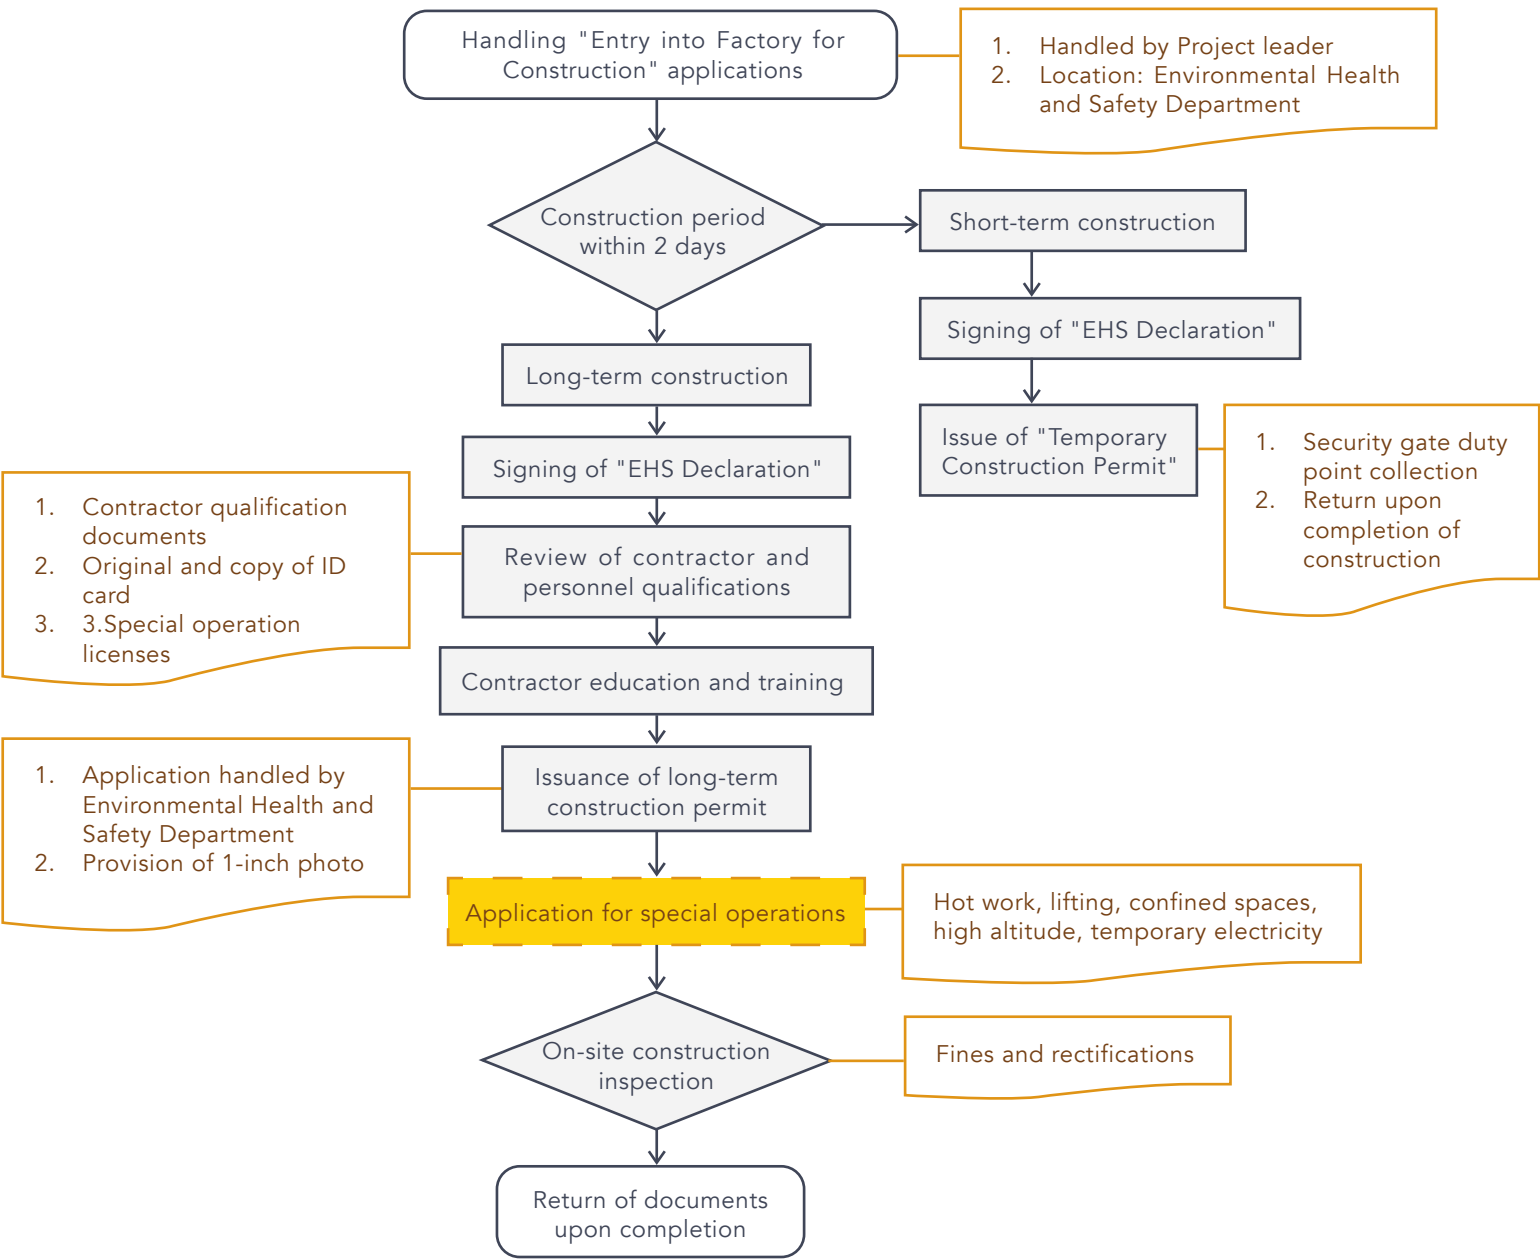 Handling "Entry into Factory for
Construction" applications
1. Handled by Project leader
2. Location: Environmental Health
and Safety Department
Construction period
within 2 days
Short-term construction
Signing of "EHS Declaration"
Issue of "Temporary
Construction Permit"
1. Security gate duty
point collection
2. Return upon
completion of
construction
Long-term construction
Signing of "EHS Declaration"
Review of contractor and
personnel qualifications
1. Contractor qualification
documents
2. Original and copy of ID
card
3. 3.Special operation
licenses
Contractor education and training
Issuance of long-term
construction permit
1. Application handled by
Environmental Health and
Safety Department
2. Provision of 1-inch photo
Application for special operations
Hot work, lifting, confined spaces,
high altitude, temporary electricity
On-site construction
inspection
Fines and rectifications
Return of documents
upon completion